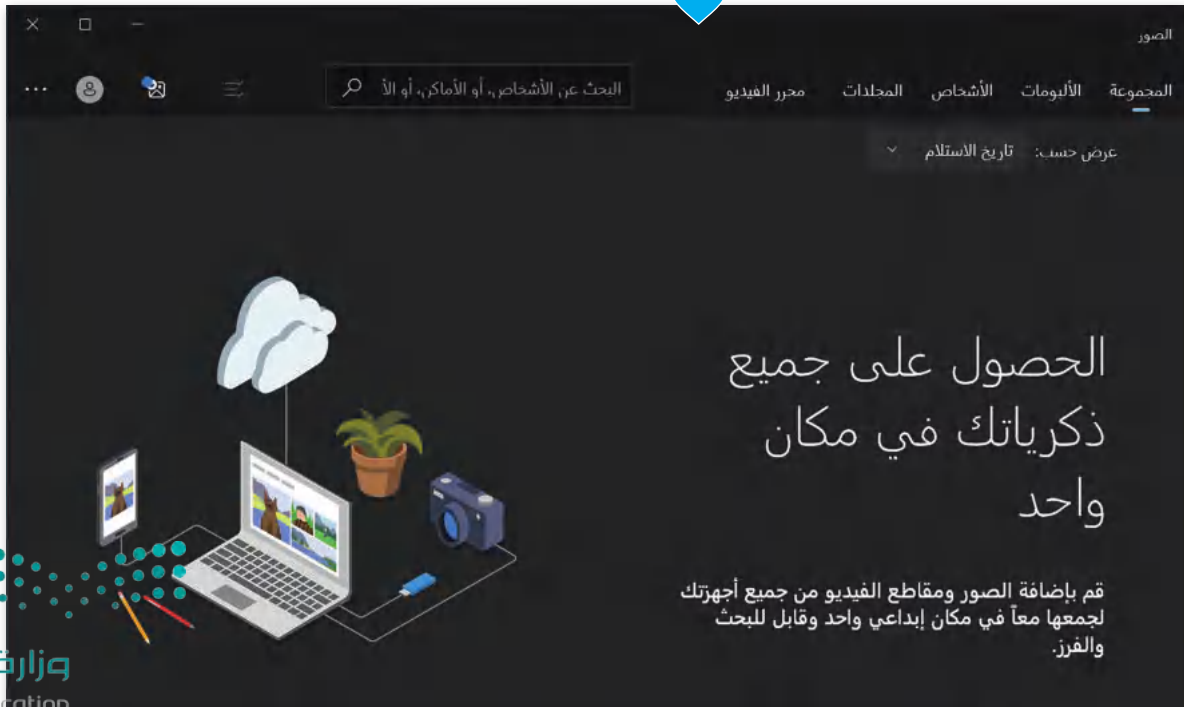 الصور
المجموعة الألبومات الأشخاص المجلدات محرر الفيديو البحث عن الأشخاص، أو الأماكن، أو الأ
عرض حسب: تاريخ الاستلام
الحصول على جميع
ذكرياتك في مكان
واحد
قم بإضافة الصور ومقاطع الفيديو من جميع أجهزتك
لجمعها معاً في مكان إبداعي واحد وقابل للبحث
والفرز.